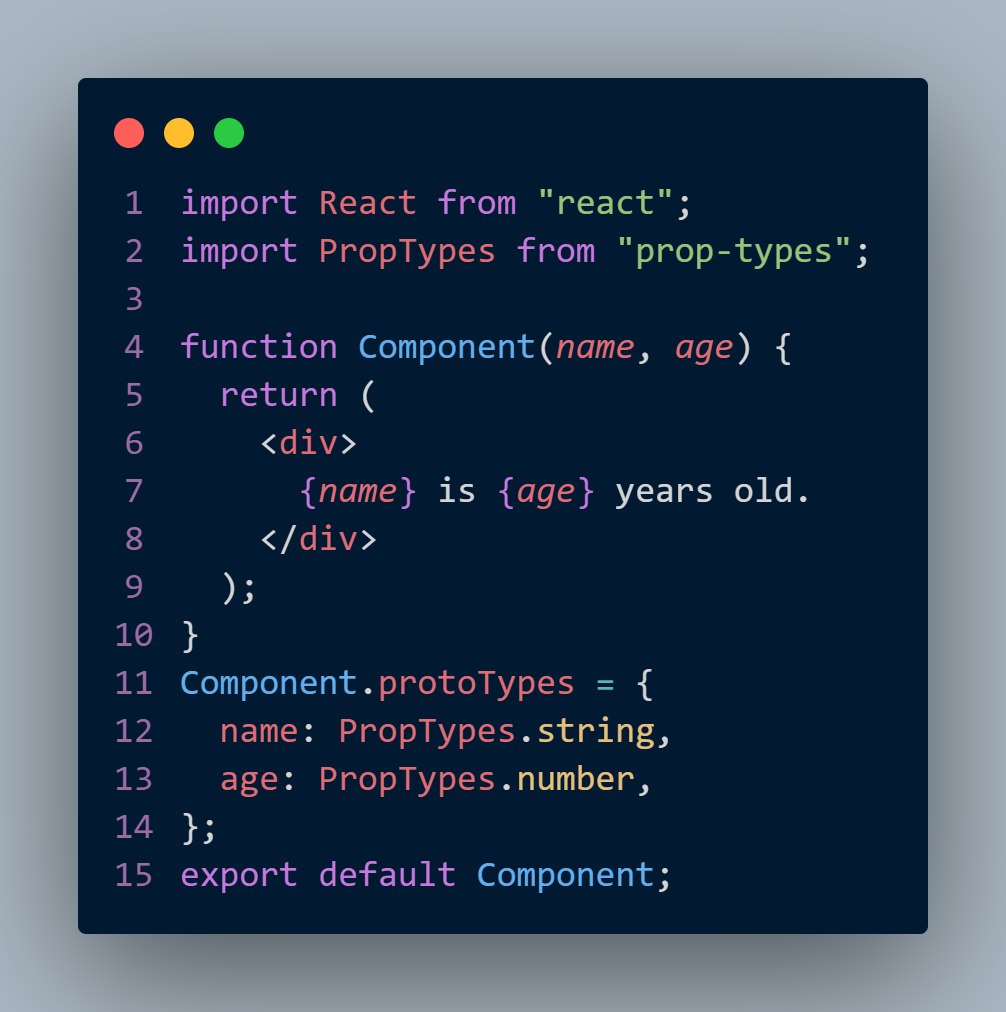 1 import React from "react";
2 import PropTypes from "prop-types";
3
4 function Component(name, age) {
5   return (
6     <div>
7       {name} is {age} years old.
8     </div>
9   );
10 }
11 Component.protoTypes = {
12   name: PropTypes.string,
13   age: PropTypes.number,
14 };
15 export default Component;